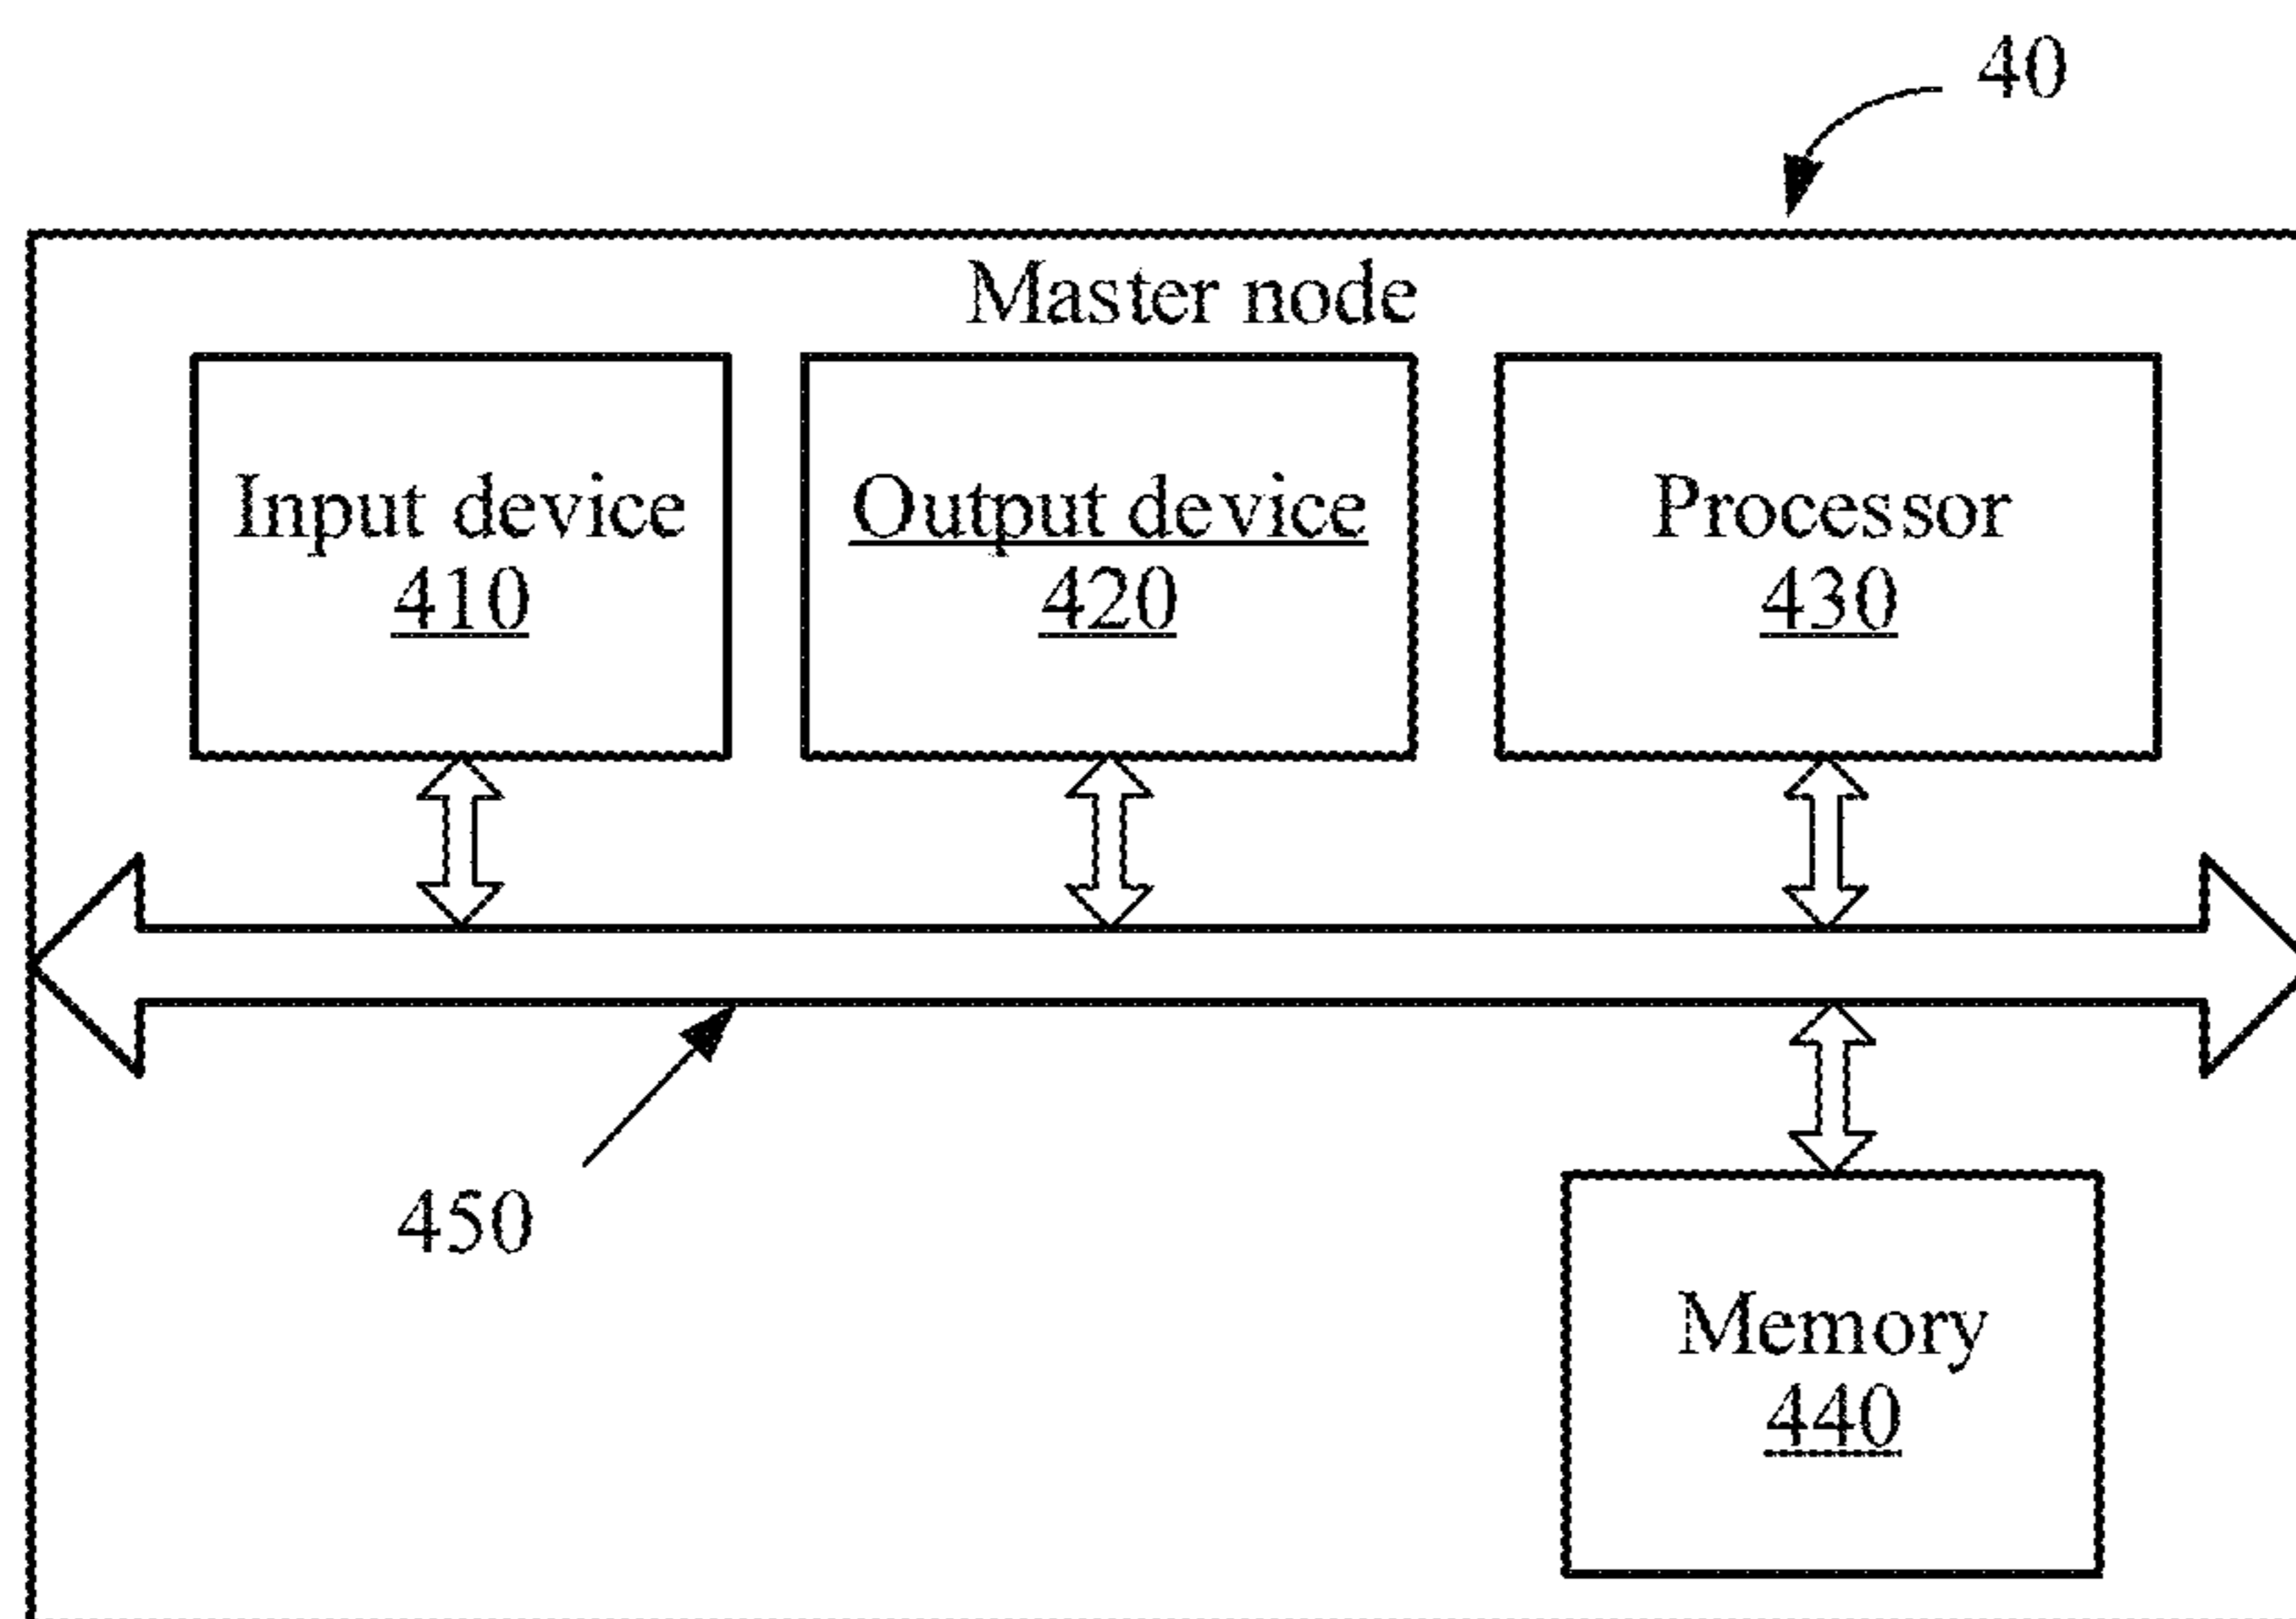 40
Master node
Input device
410
Output device
420
Processor
430
450
Memory
440